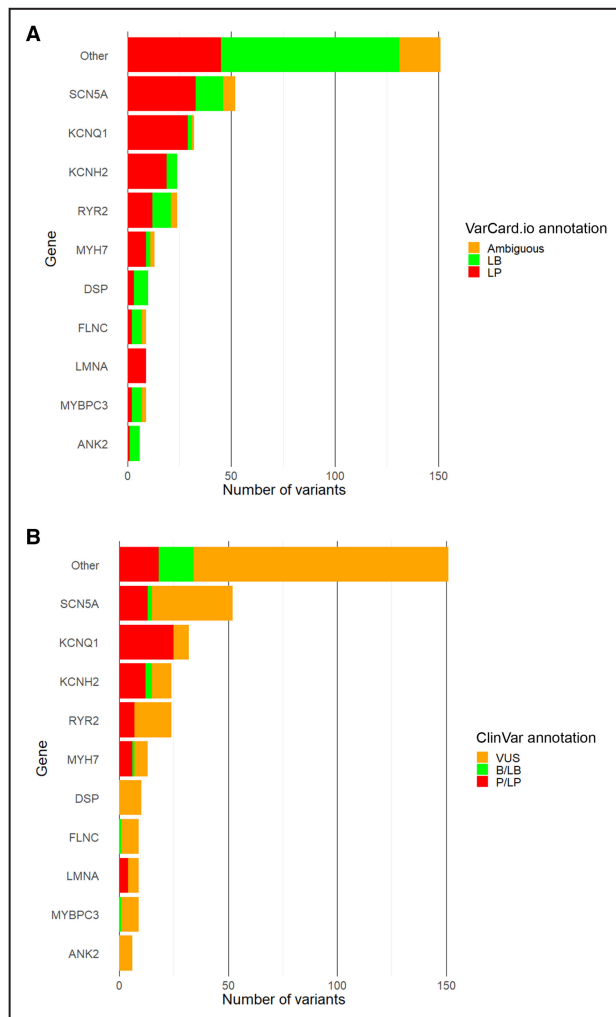 A
Other
SCN5A
KCNQ1
KCNH2
RYR2
MYH7
DSP
FLNC
LMNA
MYBPC3
ANK2
Gene
0 50 100 150
Number of variants
VarCard.io annotation
Ambiguous
LB
LP
B
Other
SCN5A
KCNQ1
KCNH2
RYR2
MYH7
DSP
FLNC
LMNA
MYBPC3
ANK2
Gene
0 50 100 150
Number of variants
ClinVar annotation
VUS
B/LB
P/LP